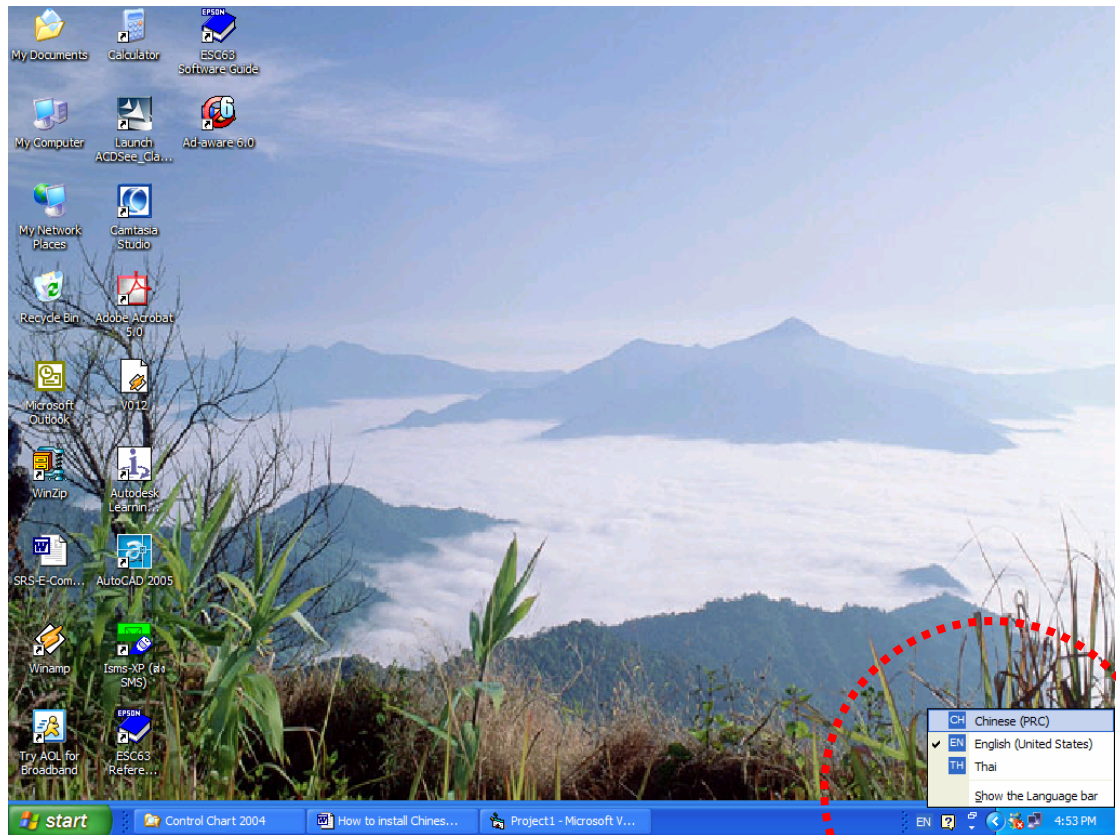 My Documents
Calculator
EPSON
ESC63
Software Guide
My Computer
Launch
ACDSee_Cla...
6
Ad-aware 6.0
My Network
Places
Camtasia
Studio
Recycle Bin
Adobe Acrobat
5.0
Microsoft
Outlook
V012
WinZip
Autodesk
Learnin...
SRS-E-Com...
AutoCAD 2005
Winamp
Isms-XP (ส่ง
SMS)
Try AOL for
Broadband
EPSON
ESC63
Refere...
CH Chinese (PRC)
EN English (United States)
TH Thai
Show the Language bar
start
Control Chart 2004
How to install Chines...
Project1 - Microsoft V...
EN
4:53 PM